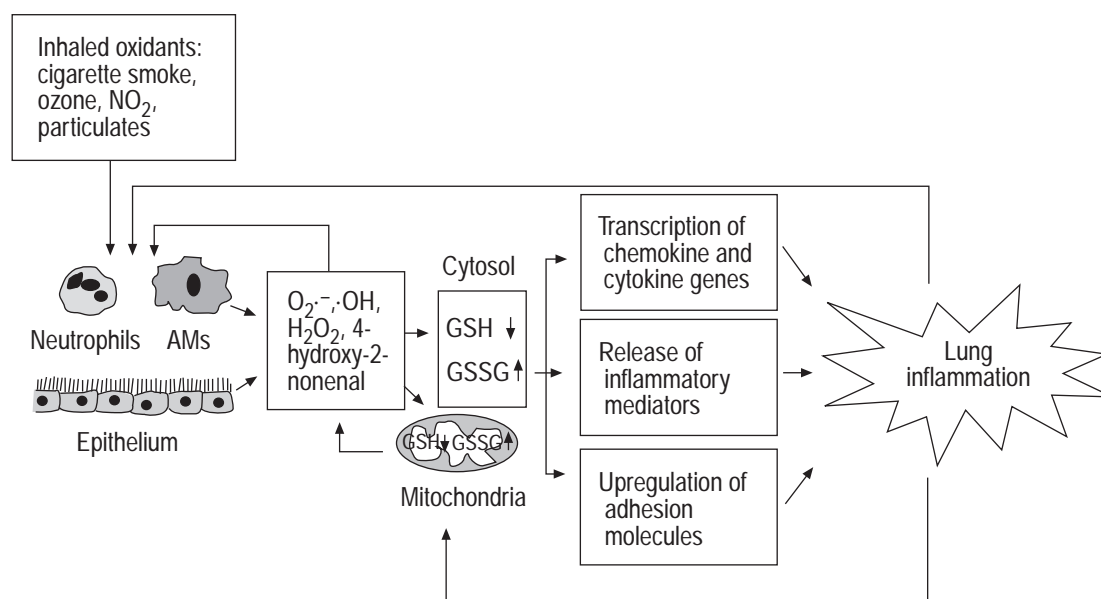 Inhaled oxidants:
cigarette smoke,
ozone, NO₂,
particulates
Neutrophils
AMs
Epithelium
O₂·⁻,·OH,
H₂O₂, 4-
hydroxy-2-
nonenal
Cytosol
GSH ↓
GSSG ↑
GSH↓GSSG↑
Mitochondria
Transcription of
chemokine and
cytokine genes
Release of
inflammatory
mediators
Upregulation of
adhesion
molecules
Lung
inflammation